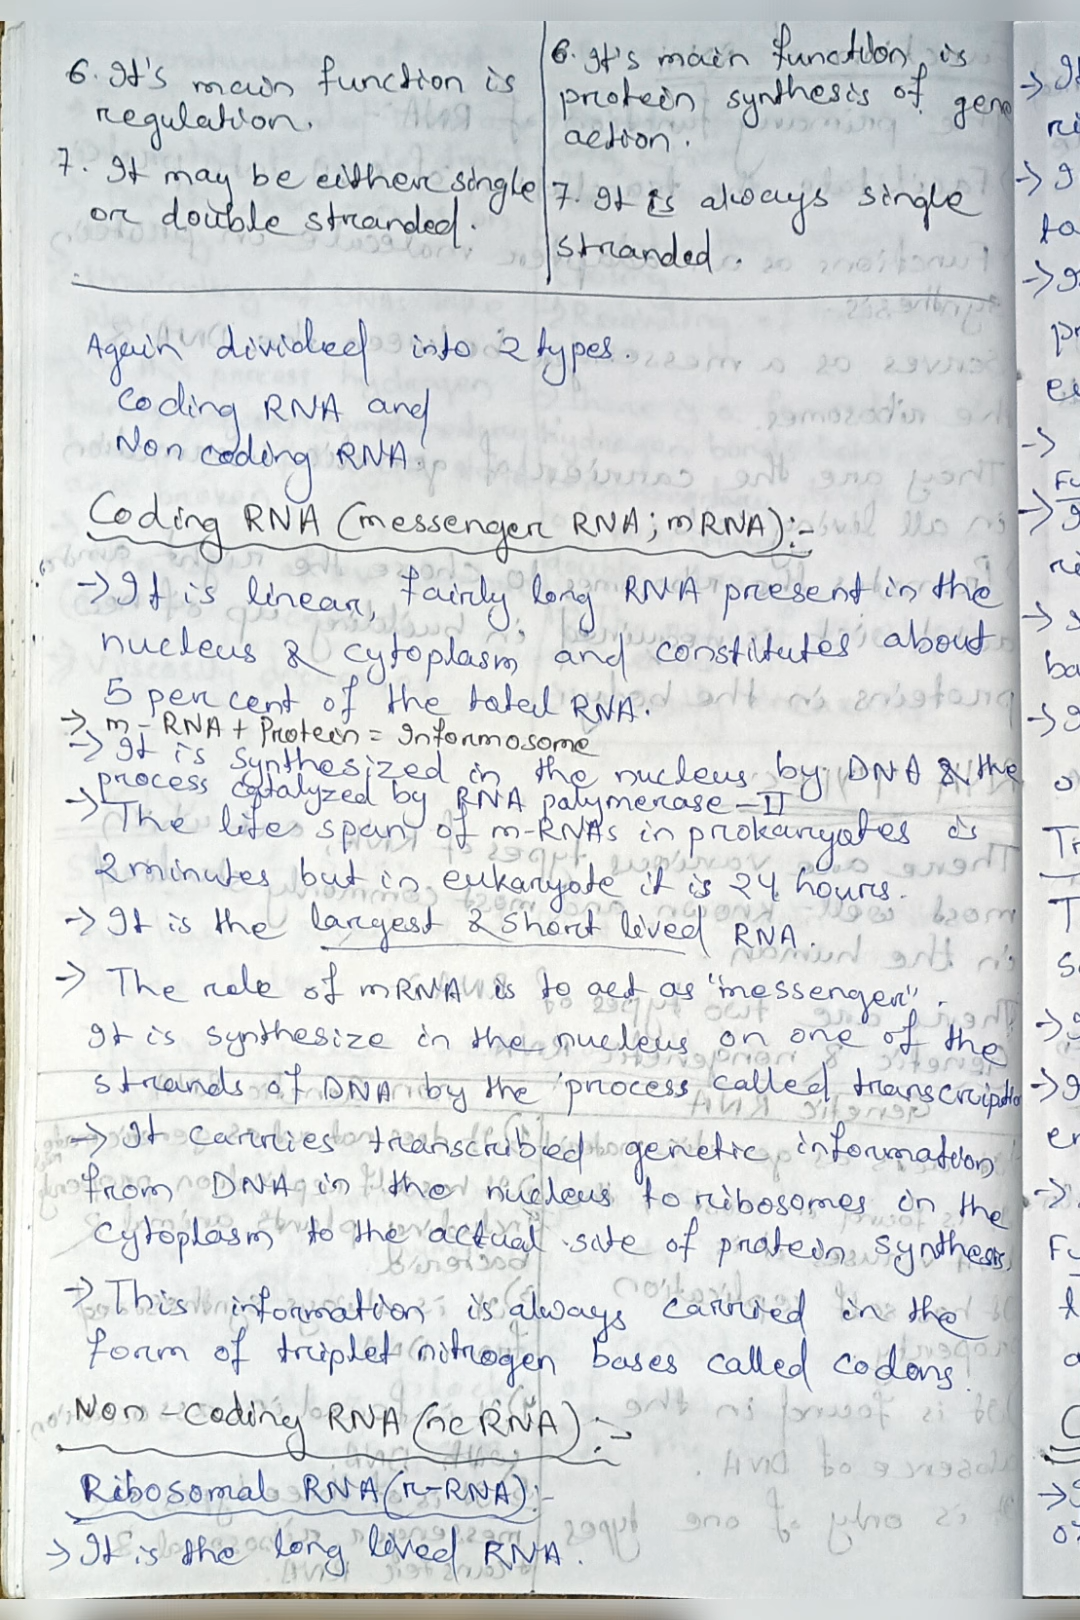 6. It's main function is
regulation.
7. It may be either single
or double stranded.
6. It's main function is
protein synthesis of gene
action.
7. It is always single
stranded.
Again divided into 2 types.
Coding RNA and
Non coding RNA.
Coding RNA (messenger RNA; mRNA):-
→ It is linear, fairly long RNA present in the
nucleus & cytoplasm and constitutes about
5 per cent of the total RNA.
→ m-RNA + Protein = Informosome
→ It is synthesized in the nucleus by DNA & the
process catalyzed by RNA palymerase-II
→ The life span of m-RNAs in prokaryotes is
2 minutes but in eukaryote it is 24 hours.
→ It is the largest & short lived RNA.
→ The role of mRNA is to act as "messenger".
It is synthesize in the nucleus on one of the
strands of DNA by the process called transcriptio
→ It carries transcribed genetic information
from DNA in the nucleus to ribosomes in the
cytoplasm to the actual site of protein synthesis.
→ This information is always carried in the
form of triplet nitrogen bases called codons.
Non-coding RNA (ncRNA):-
Ribosomal RNA (r-RNA):-
→ It is the long lived RNA.